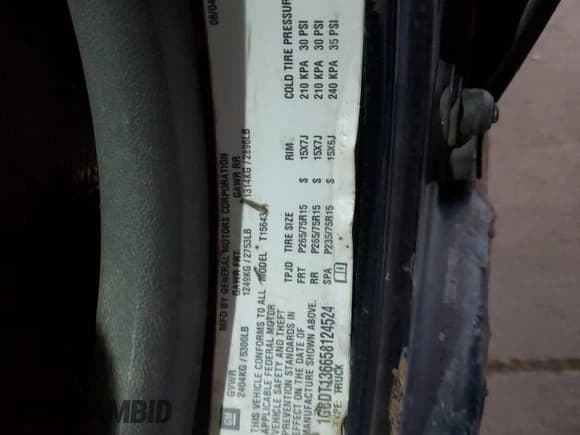 MFD BY GENERAL MOTORS CORPORATION
08/04
GVWR GAWR FRT GAWR RR
2404KG/5300LB 1249KG/2753LB 1314KG/2896LB
THIS VEHICLE CONFORMS TO ALL
APPLICABLE FEDERAL MOTOR
VEHICLE SAFETY AND THEFT
PREVENTION STANDARDS IN
EFFECT ON THE DATE OF
MANUFACTURE SHOWN ABOVE.
TYPE: TRUCK
MODEL:
TPJD TIRE SIZE RIM COLD TIRE PRESSURE
FRT P265/75R15 S 15X7J 210 KPA 30 PSI
RR P265/75R15 S 15X7J 210 KPA 30 PSI
SPA P235/75R15 S 15X6J 240 KPA 35 PSI
GM